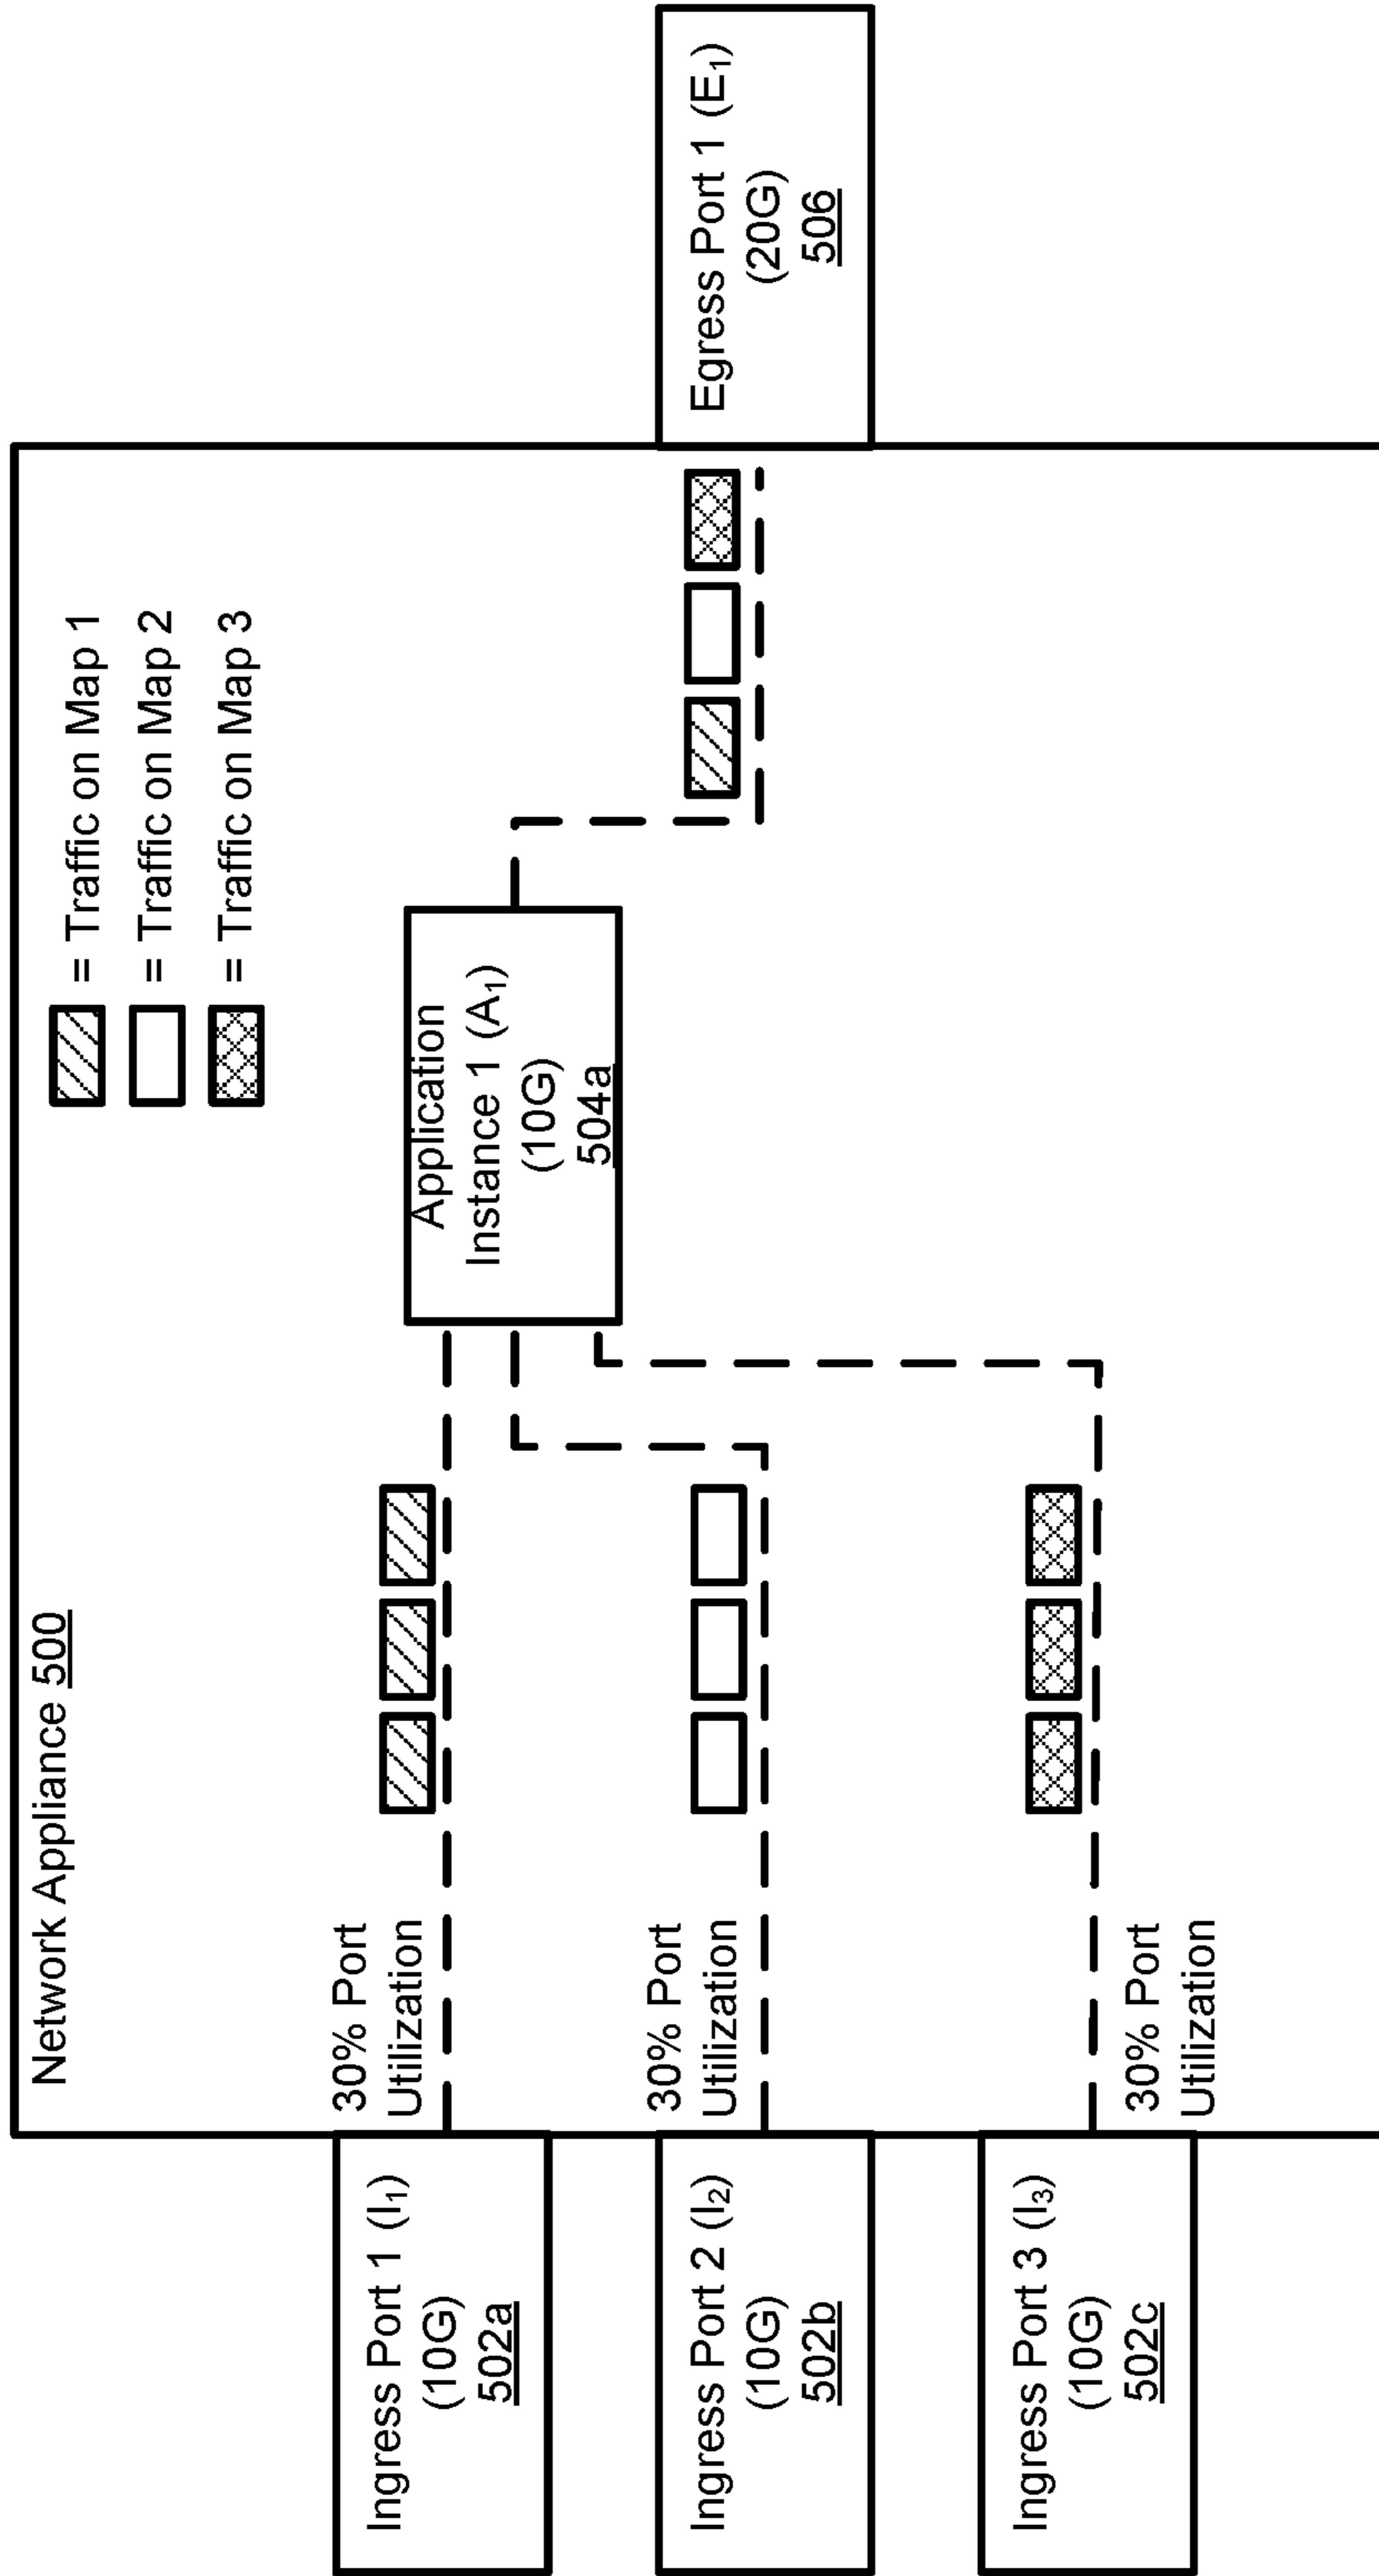 Network Appliance 500
= Traffic on Map 1
= Traffic on Map 2
= Traffic on Map 3
Ingress Port 1 (I₁)
(10G)
502a
30% Port
Utilization
Application
Instance 1 (A₁)
(10G)
504a
Ingress Port 2 (I₂)
(10G)
502b
30% Port
Utilization
Egress Port 1 (E₁)
(20G)
506
Ingress Port 3 (I₃)
(10G)
502c
30% Port
Utilization